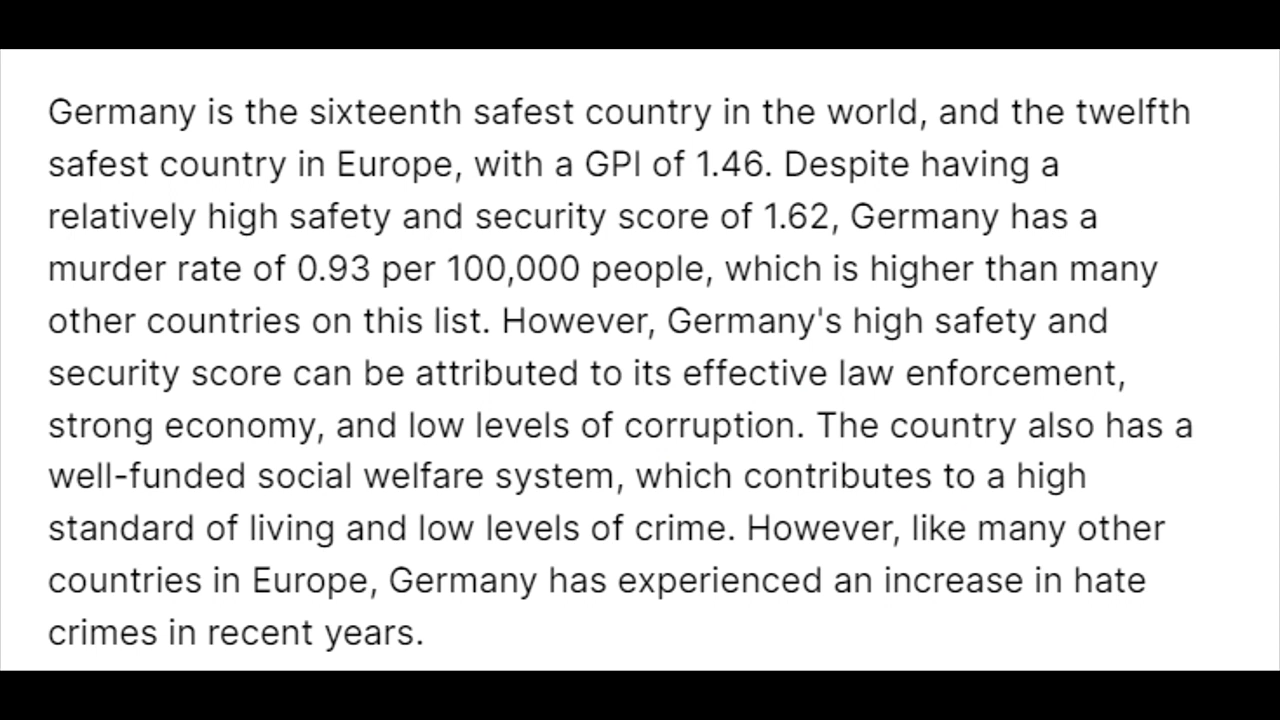 Germany is the sixteenth safest country in the world, and the twelfth
safest country in Europe, with a GPI of 1.46. Despite having a
relatively high safety and security score of 1.62, Germany has a
murder rate of 0.93 per 100,000 people, which is higher than many
other countries on this list. However, Germany's high safety and
security score can be attributed to its effective law enforcement,
strong economy, and low levels of corruption. The country also has a
well-funded social welfare system, which contributes to a high
standard of living and low levels of crime. However, like many other
countries in Europe, Germany has experienced an increase in hate
crimes in recent years.